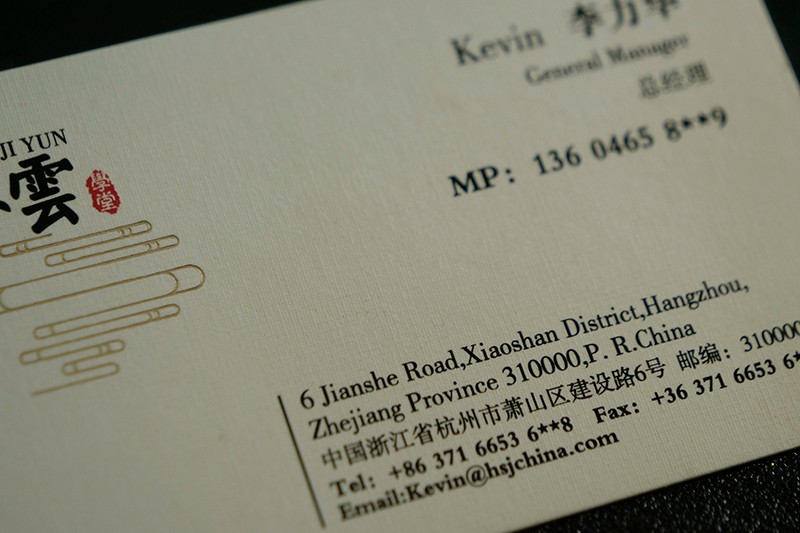 JI YUN
雲
學堂
Kevin 李力华
General Manager
总经理
MP: 136 0465 8**9
6 Jianshe Road,Xiaoshan District,Hangzhou,
Zhejiang Province 310000,P. R.China
中国浙江省杭州市萧山区建设路6号 邮编: 310000
Tel: +86 371 6653 6**8 Fax: +36 371 6653 6*
Email:Kevin@hsjchina.com